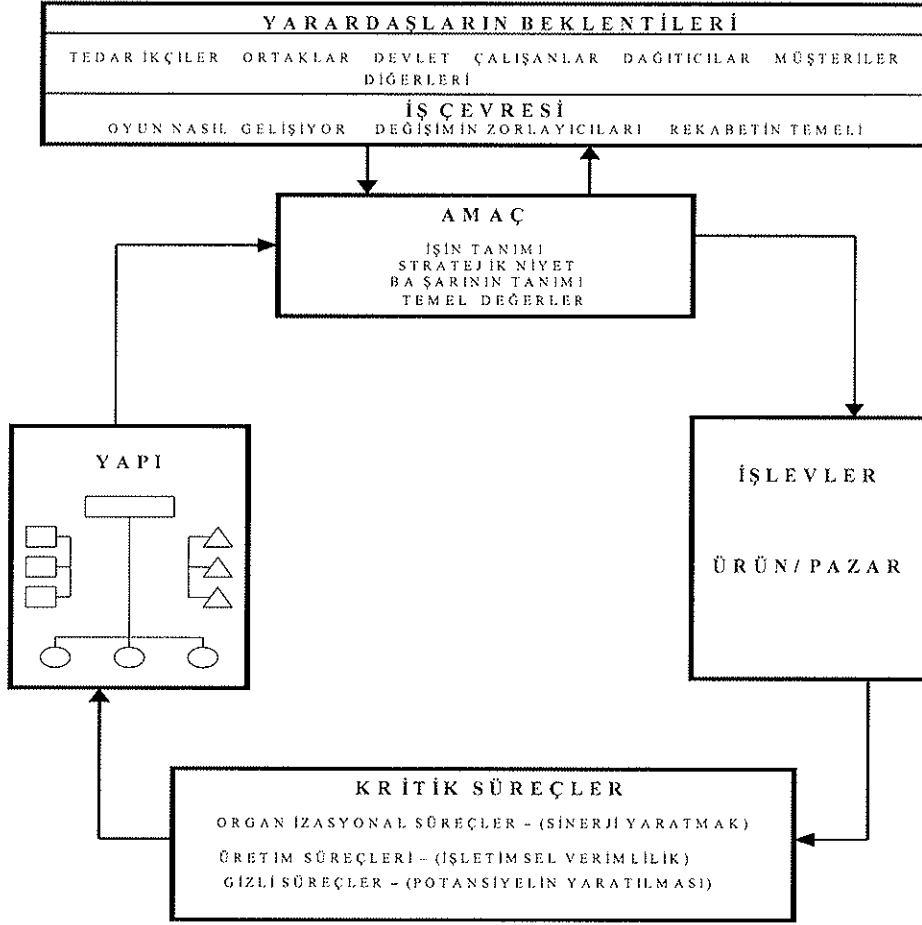 YARARDAŞLARIN BEKLENTİLERİ
TEDARİKÇİLER ORTAKLAR DEVLET ÇALIŞANLAR DAĞITICILAR MÜŞTERİLER
DİĞERLERİ
İŞ ÇEVRESİ
OYUN NASIL GELİŞİYOR DEĞİŞİMİN ZORLAYICILARI REKABETİN TEMELİ
AMAÇ
İŞİN TANIMI
STRATEJİK NİYET
BAŞARININ TANIMI
TEMEL DEĞERLER
YAPI
İŞLEVLER
ÜRÜN/PAZAR
KRİTİK SÜREÇLER
ORGANİZASYONAL SÜREÇLER – (SİNERJİ YARATMAK)
ÜRETİM SÜREÇLERİ – (İŞLETİMSEL VERİMLİLİK)
GİZLİ SÜREÇLER – (POTANSİYELİN YARATILMASI)